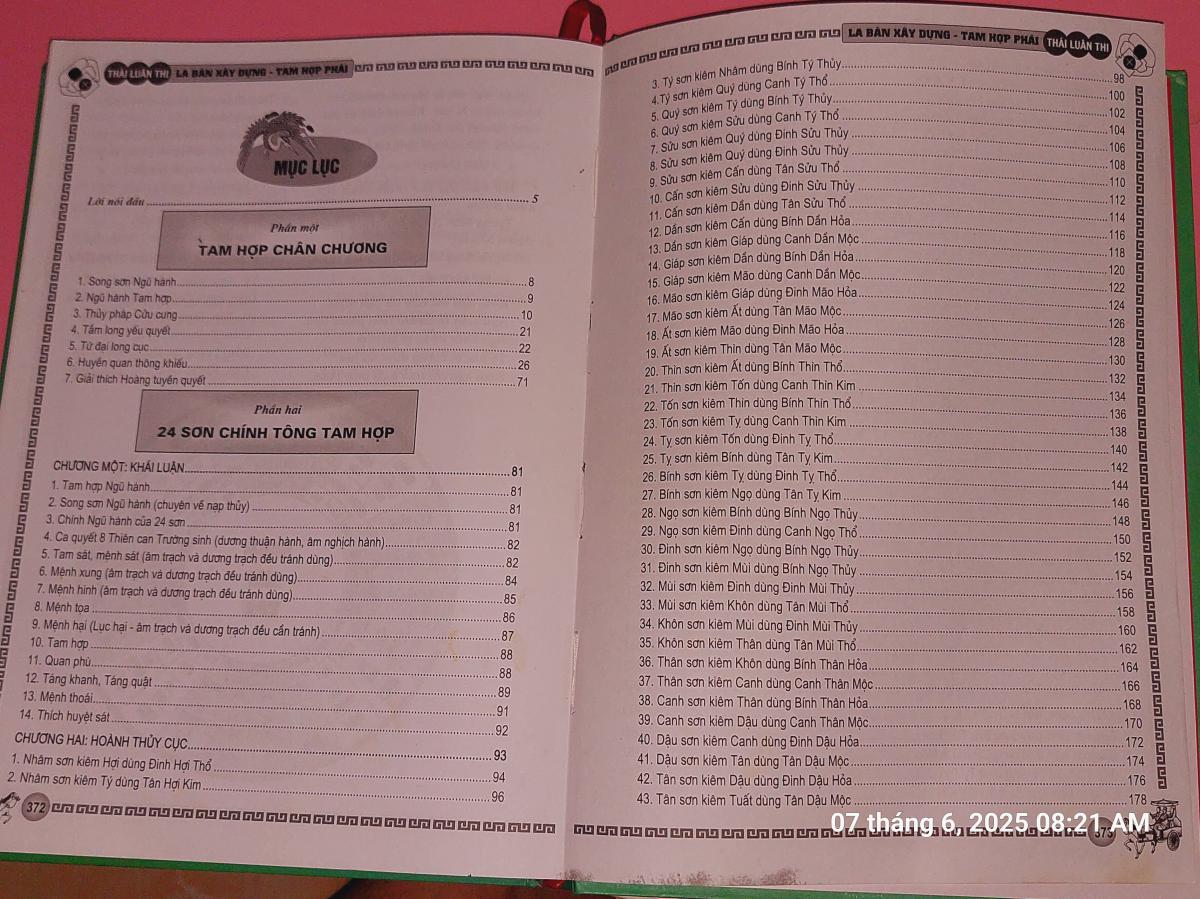 THÁI LUÂN THI LA BÀN XÂY DỰNG - TAM HỢP PHÁI
MỤC LỤC
Lời nói đầu ..... 5
Phần một
TAM HỢP CHÂN CHƯƠNG
1. Song sơn Ngũ hành ..... 8
2. Ngũ hành Tam hợp ..... 9
3. Thủy pháp Cửu cung ..... 10
4. Tầm long yếu quyết ..... 21
5. Tứ đại long cục ..... 22
6. Huyền quan thông khiếu ..... 26
7. Giải thích Hoàng tuyền quyết ..... 71
Phần hai
24 SƠN CHÍNH TÔNG TAM HỢP
CHƯƠNG MỘT: KHÁI LUẬN ..... 81
1. Tam hợp Ngũ hành ..... 81
2. Song sơn Ngũ hành (chuyên về nạp thủy) ..... 81
3. Chính Ngũ hành của 24 sơn ..... 81
4. Ca quyết 8 Thiên can Trường sinh (dương thuận hành, âm nghịch hành) ..... 82
5. Tam sát, mệnh sát (âm trạch và dương trạch đều tránh dùng) ..... 82
6. Mệnh xung (âm trạch và dương trạch đều tránh dùng) ..... 84
7. Mệnh hình (âm trạch và dương trạch đều tránh dùng) ..... 85
8. Mệnh tọa ..... 86
9. Mệnh hại (Lục hại - âm trạch và dương trạch đều cần tránh) ..... 87
10. Tam hợp ..... 88
11. Quan phù ..... 88
12. Táng khanh, Táng quật ..... 89
13. Mệnh thoái ..... 91
14. Thích huyệt sát ..... 92
CHƯƠNG HAI: HOÀNH THỦY CỤC ..... 93
1. Nhâm sơn kiêm Hợi dùng Đinh Hợi Thổ ..... 94
2. Nhâm sơn kiêm Tý dùng Tân Hợi Kim ..... 96
372
LA BÀN XÂY DỰNG - TAM HỢP PHÁI THÁI LUÂN THI
3. Tý sơn kiêm Nhâm dùng Bính Tý Thủy ..... 98
4.Tý sơn kiêm Quý dùng Canh Tý Thổ ..... 100
5. Quý sơn kiêm Tý dùng Bính Tý Thủy ..... 102
6. Quý sơn kiêm Sửu dùng Canh Tý Thổ ..... 104
7. Sửu sơn kiêm Quý dùng Đinh Sửu Thủy ..... 106
8. Sửu sơn kiêm Quý dùng Đinh Sửu Thủy ..... 108
9. Sửu sơn kiêm Cấn dùng Tân Sửu Thổ ..... 110
10. Cấn sơn kiêm Sửu dùng Đinh Sửu Thủy ..... 112
11. Cấn sơn kiêm Dần dùng Tân Sửu Thổ ..... 114
12. Dần sơn kiêm Cấn dùng Bính Dần Hỏa ..... 116
13. Dần sơn kiêm Giáp dùng Canh Dần Mộc ..... 118
14. Giáp sơn kiêm Dần dùng Bính Dần Hỏa ..... 120
15. Giáp sơn kiêm Mão dùng Canh Dần Mộc ..... 122
16. Mão sơn kiêm Giáp dùng Đinh Mão Hỏa ..... 124
17. Mão sơn kiêm Ất dùng Tân Mão Mộc ..... 126
18. Ất sơn kiêm Mão dùng Đinh Mão Hỏa ..... 128
19. Ất sơn kiêm Thìn dùng Tân Mão Mộc ..... 130
20. Thìn sơn kiêm Ất dùng Bính Thìn Thổ ..... 132
21. Thìn sơn kiêm Tốn dùng Canh Thìn Kim ..... 134
22. Tốn sơn kiêm Thìn dùng Bính Thìn Thổ ..... 136
23. Tốn sơn kiêm Tỵ dùng Canh Thìn Kim ..... 138
24. Tỵ sơn kiêm Tốn dùng Đinh Tỵ Thổ ..... 140
25. Tỵ sơn kiêm Bính dùng Tân Tỵ Kim ..... 142
26. Bính sơn kiêm Tỵ dùng Đinh Tỵ Thổ ..... 144
27. Bính sơn kiêm Ngọ dùng Tân Tỵ Kim ..... 146
28. Ngọ sơn kiêm Bính dùng Bính Ngọ Thủy ..... 148
29. Ngọ sơn kiêm Đinh dùng Canh Ngọ Thổ ..... 150
30. Đinh sơn kiêm Ngọ dùng Bính Ngọ Thủy ..... 152
31. Đinh sơn kiêm Mùi dùng Bính Ngọ Thủy ..... 154
32. Mùi sơn kiêm Đinh dùng Đinh Mùi Thủy ..... 156
33. Mùi sơn kiêm Khôn dùng Tân Mùi Thổ ..... 158
34. Khôn sơn kiêm Mùi dùng Đinh Mùi Thủy ..... 160
35. Khôn sơn kiêm Thân dùng Tân Mùi Thổ ..... 162
36. Thân sơn kiêm Khôn dùng Bính Thân Hỏa ..... 164
37. Thân sơn kiêm Canh dùng Canh Thân Mộc ..... 166
38. Canh sơn kiêm Thân dùng Bính Thân Hỏa ..... 168
39. Canh sơn kiêm Dậu dùng Canh Thân Mộc ..... 170
40. Dậu sơn kiêm Canh dùng Đinh Dậu Hỏa ..... 172
41. Dậu sơn kiêm Tân dùng Tân Dậu Mộc ..... 174
42. Tân sơn kiêm Dậu dùng Đinh Dậu Hỏa ..... 176
43. Tân sơn kiêm Tuất dùng Tân Dậu Mộc ..... 178
07 tháng 6, 2025 08:21 AM
373